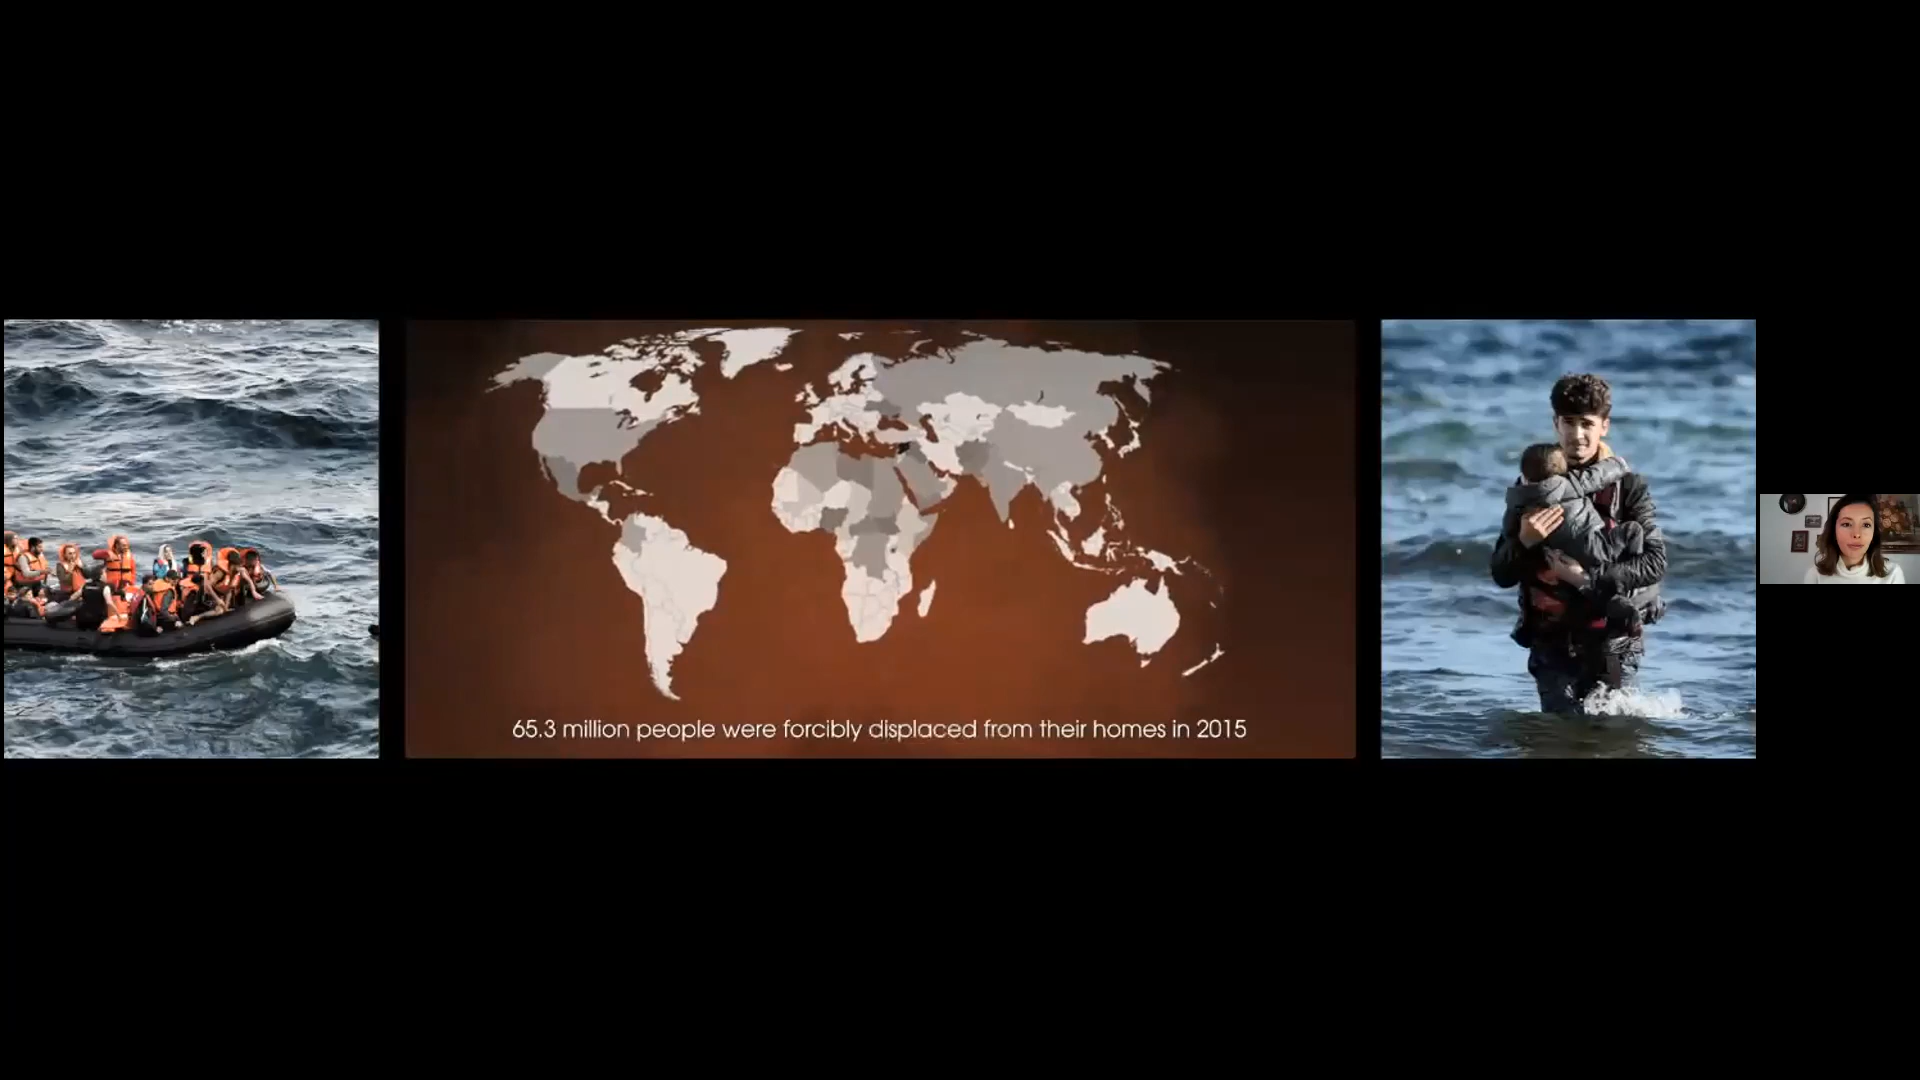 65.3 million people were forcibly displaced from their homes in 2015